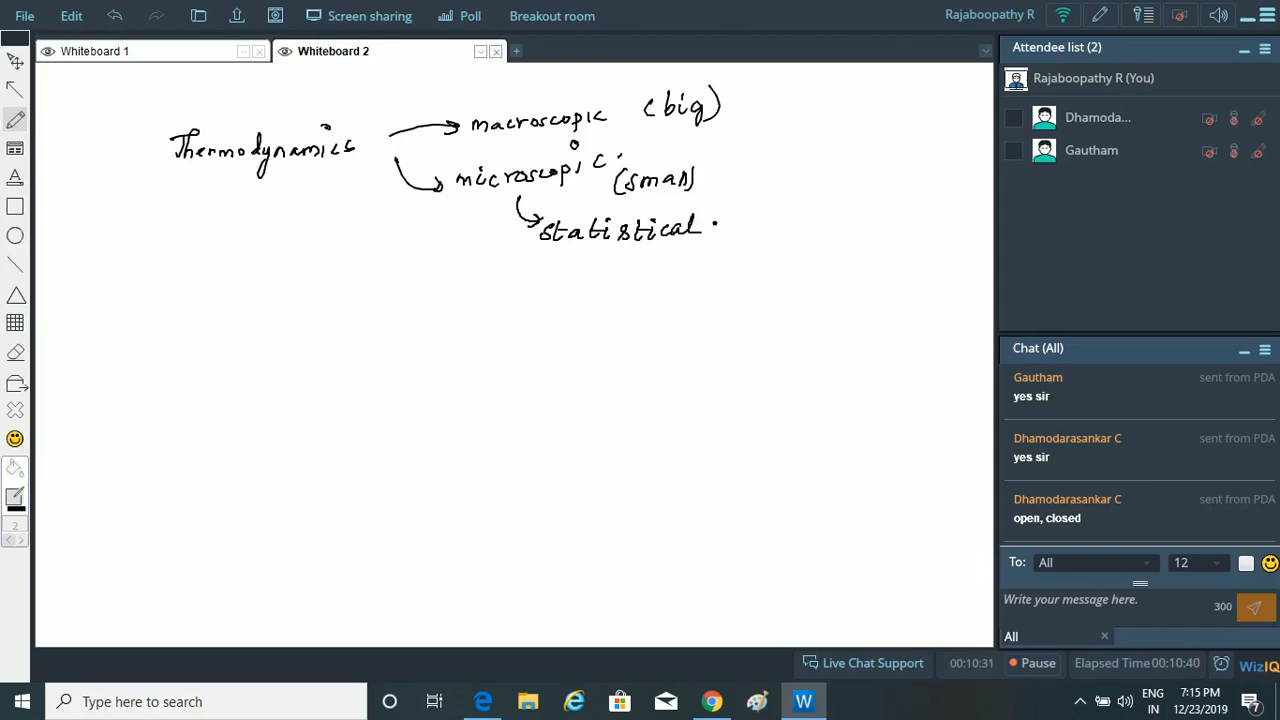 File Edit Screen sharing Poll Breakout room Rajaboopathy R
Whiteboard 1 Whiteboard 2
Attendee list (2)
Rajaboopathy R (You)
Dhamoda...
Gautham
Thermodynamics macroscopic (big)
microscopic (small)
statistical
Chat (All)
Gautham sent from PDA
yes sir
Dhamodarasankar C sent from PDA
yes sir
Dhamodarasankar C sent from PDA
open, closed
2
To: All 12
Write your message here. 300
All
Live Chat Support 00:10:31 Pause Elapsed Time 00:10:40 WizIQ
Type here to search
ENG 7:15 PM
IN 12/23/2019 7